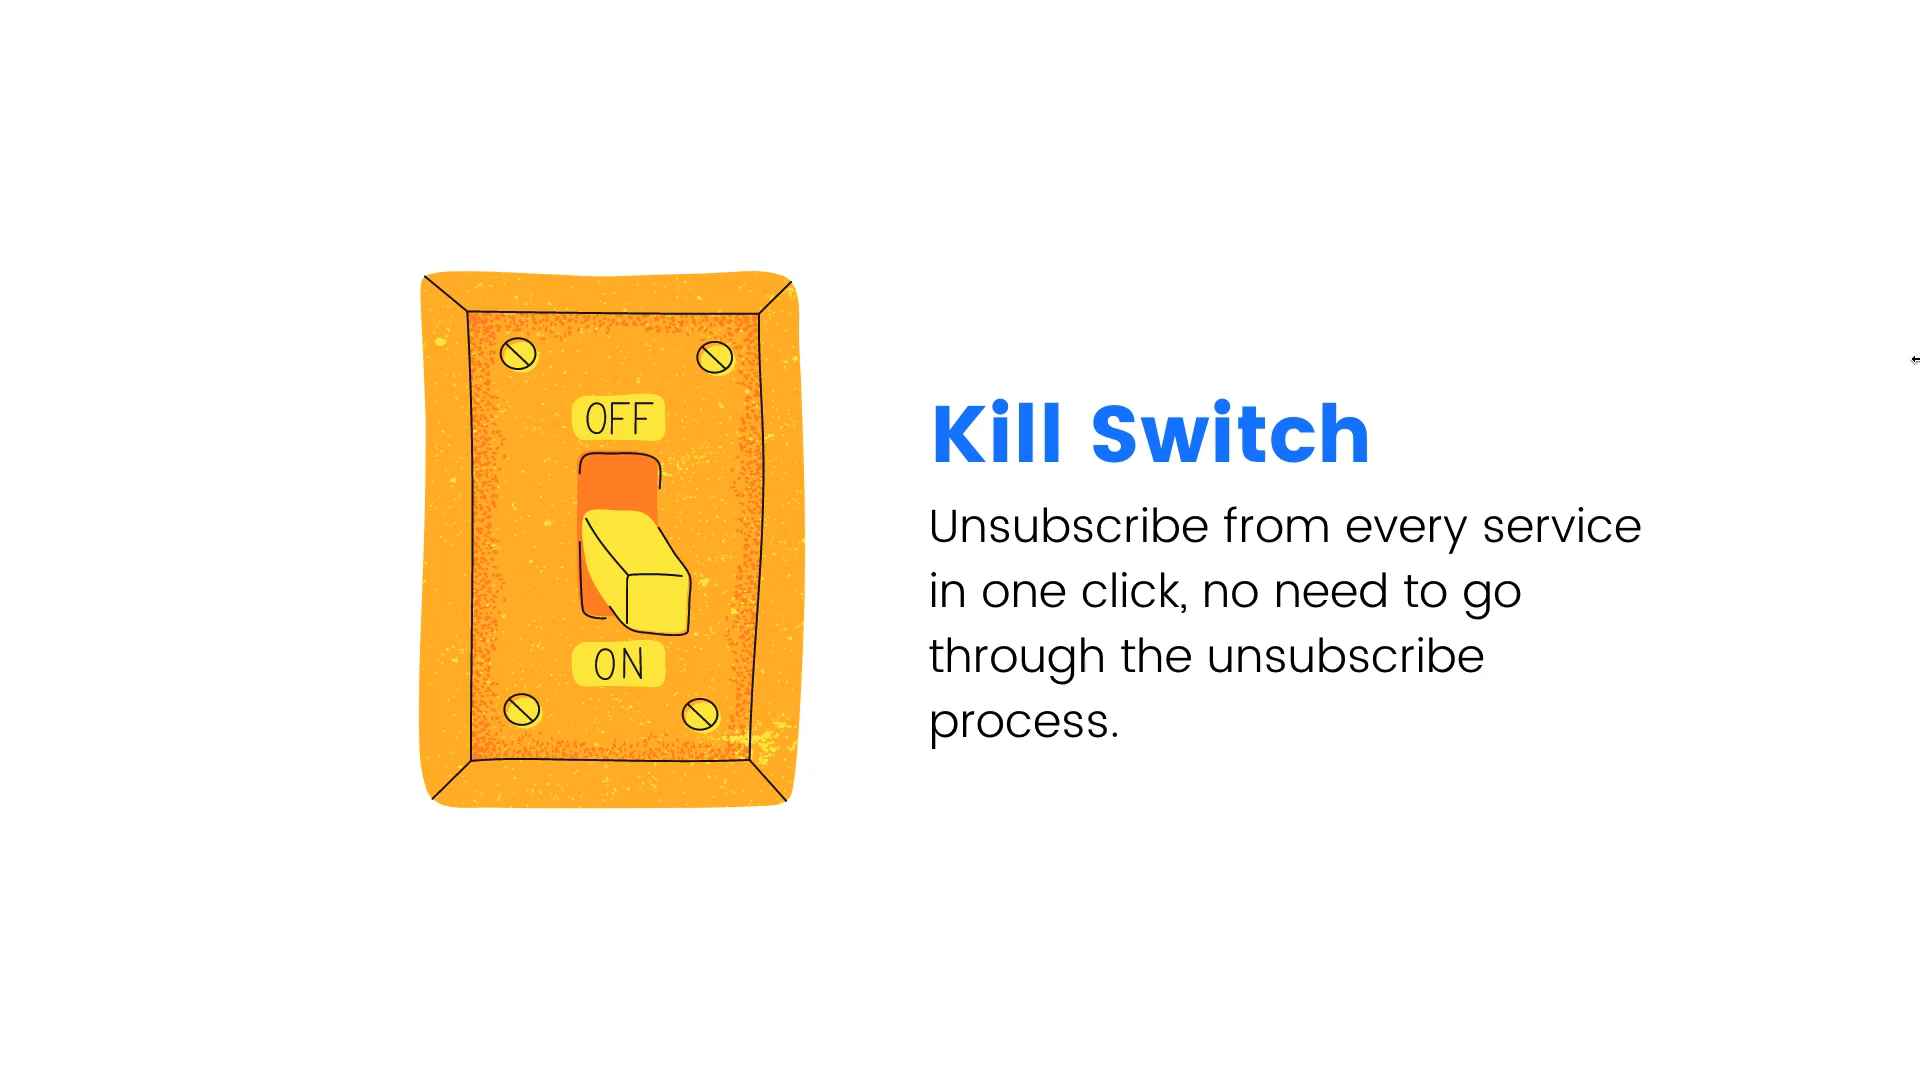 OFF
ON
Kill Switch
Unsubscribe from every service
in one click, no need to go
through the unsubscribe
process.